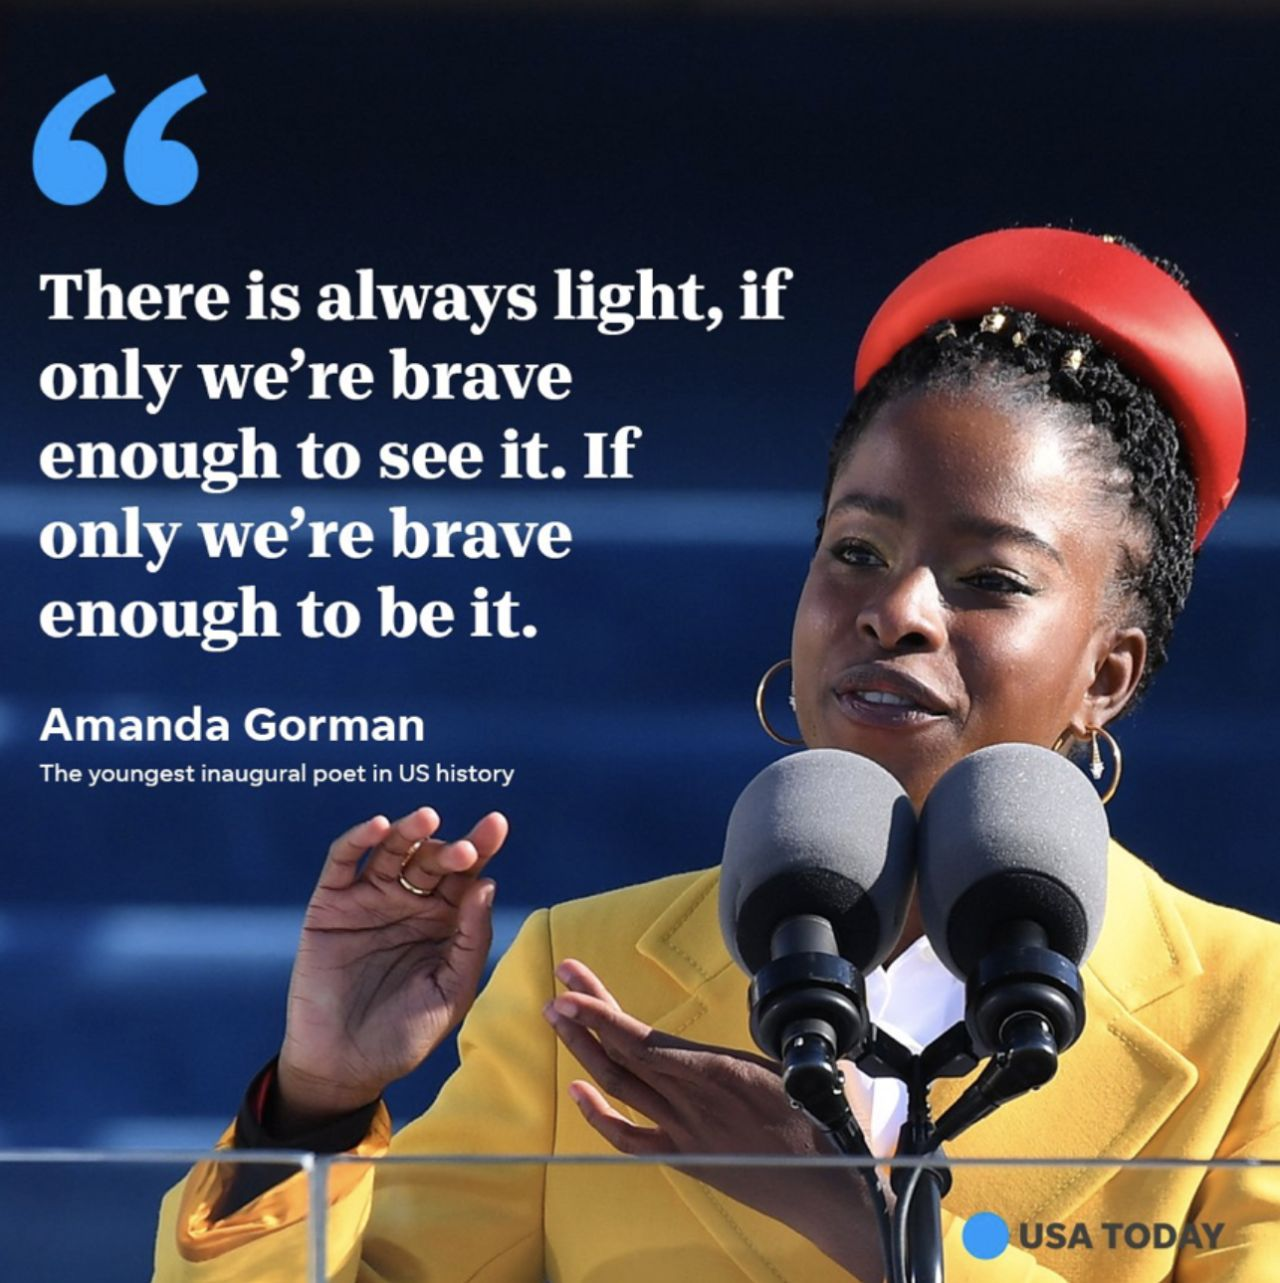 “
There is always light, if
only we’re brave
enough to see it. If
only we’re brave
enough to be it.
Amanda Gorman
The youngest inaugural poet in US history
USA TODAY